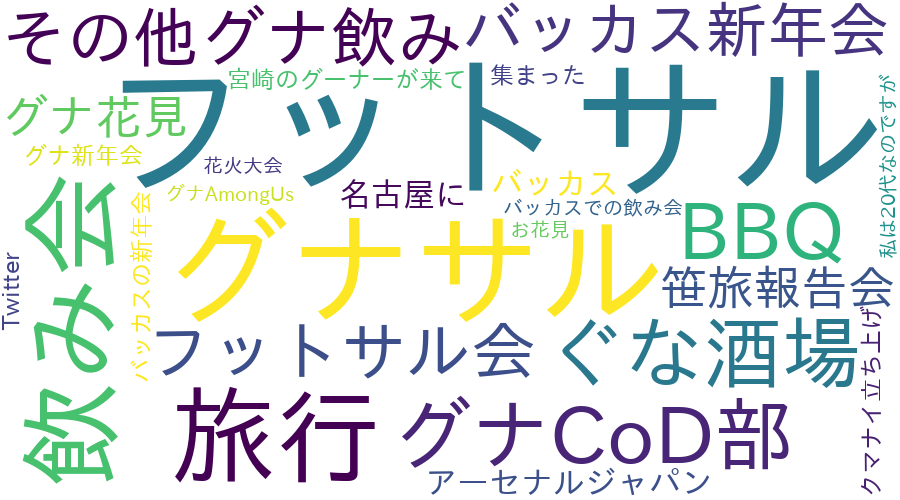 その他グナ飲み
バッカス新年会
フットサル
宮崎のグーナーが来て
集まった
グナ花見
グナ新年会
花火大会
グナAmongUs
名古屋に
バッカス
バッカスでの飲み会
お花見
私は20代なのですが
飲み会
バッカスの新年会
グナサル
BBQ
笹旅報告会
Twitter
フットサル会
ぐな酒場
旅行
グナCoD部
アーセナルジャパン
クマナイ立ち上げ